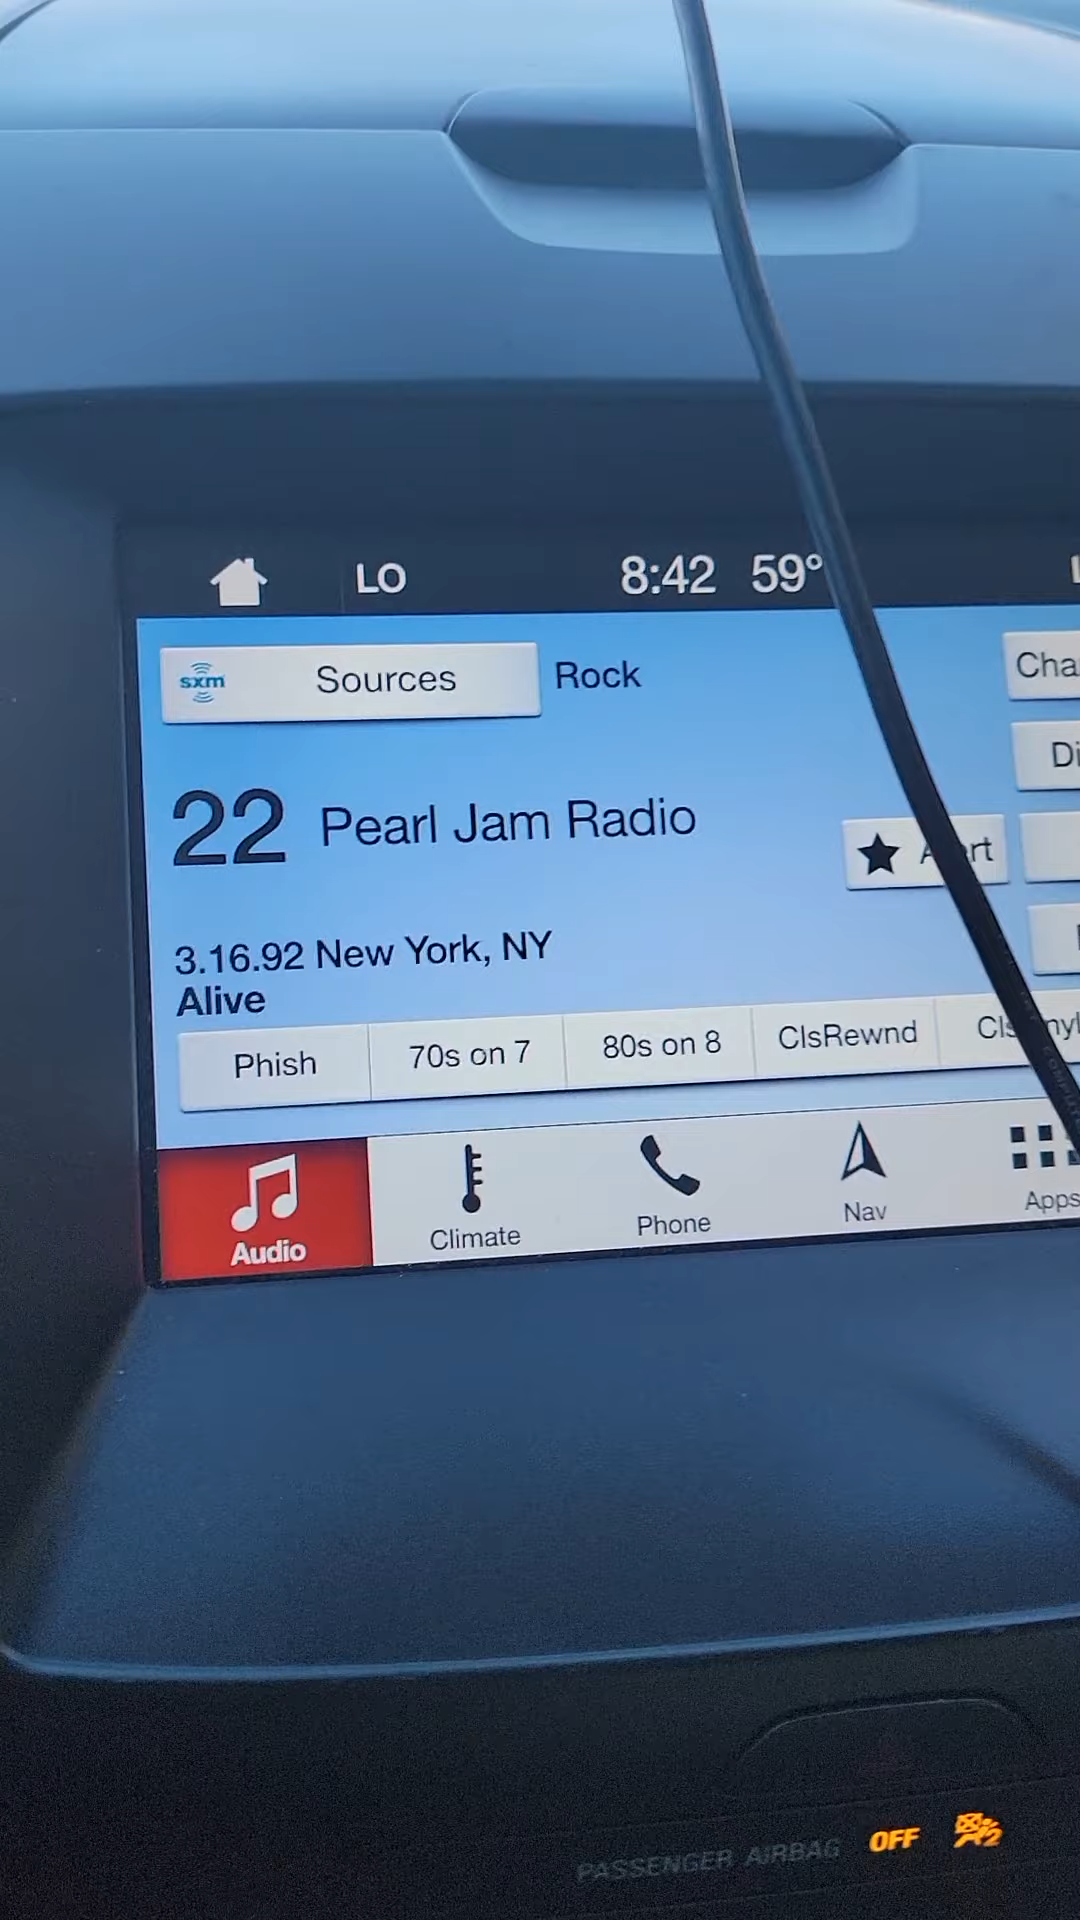 LO 8:42 59°
sxm Sources Rock
22 Pearl Jam Radio
Alert
3.16.92 New York, NY
Alive
Phish 70s on 7 80s on 8 ClsRewnd
Audio Climate Phone Nav Apps
PASSENGER AIRBAG OFF